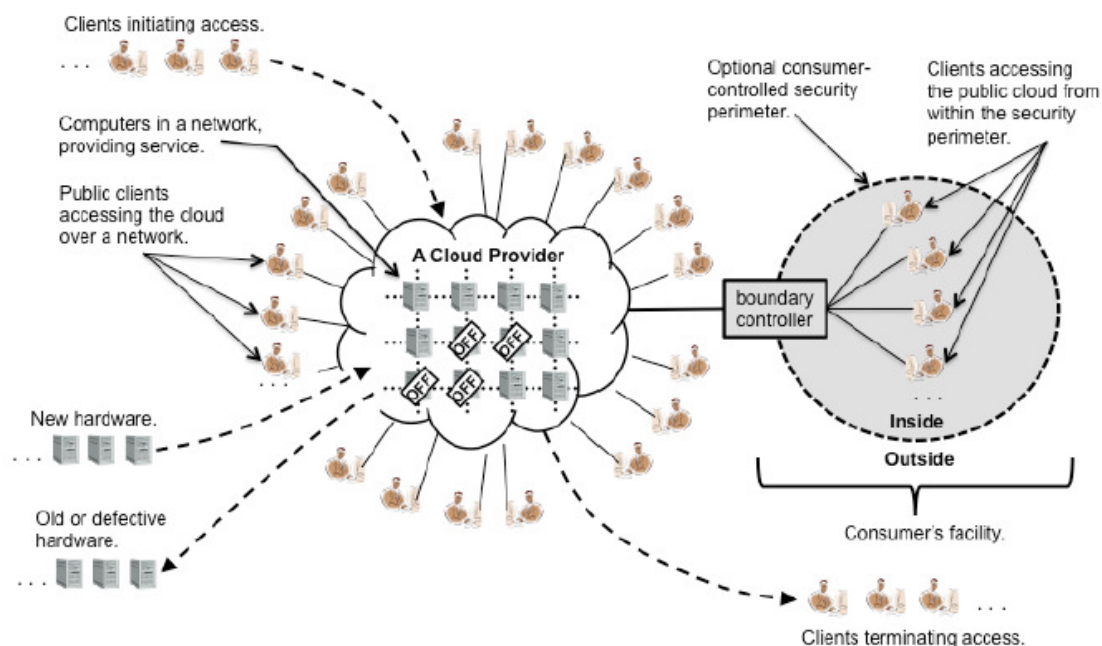 Clients initiating access.
. . .
Computers in a network,
providing service.
Public clients
accessing the cloud
over a network.
. . .
New hardware.
. . .
Old or defective
hardware.
. . .
A Cloud Provider
OFF
OFF
OFF
OFF
Optional consumer-
controlled security
perimeter.
Clients accessing
the public cloud from
within the security
perimeter.
boundary
controller
. . .
Inside
Outside
Consumer's facility.
. . .
Clients terminating access.